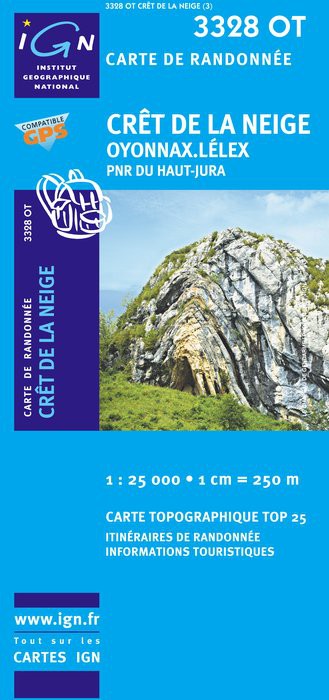 3328 OT CRÊT DE LA NEIGE (3)
3328 OT
IGN
INSTITUT
GEOGRAPHIQUE
NATIONAL
CARTE DE RANDONNÉE
COMPATIBLE
GPS
CRÊT DE LA NEIGE
OYONNAX.LÉLEX
PNR DU HAUT-JURA
3328 OT
CARTE DE RANDONNÉE
CRÊT DE LA NEIGE
1 : 25 000 • 1 cm = 250 m
CARTE TOPOGRAPHIQUE TOP 25
ITINÉRAIRES DE RANDONNÉE
INFORMATIONS TOURISTIQUES
www.ign.fr
Tout sur les
CARTES IGN